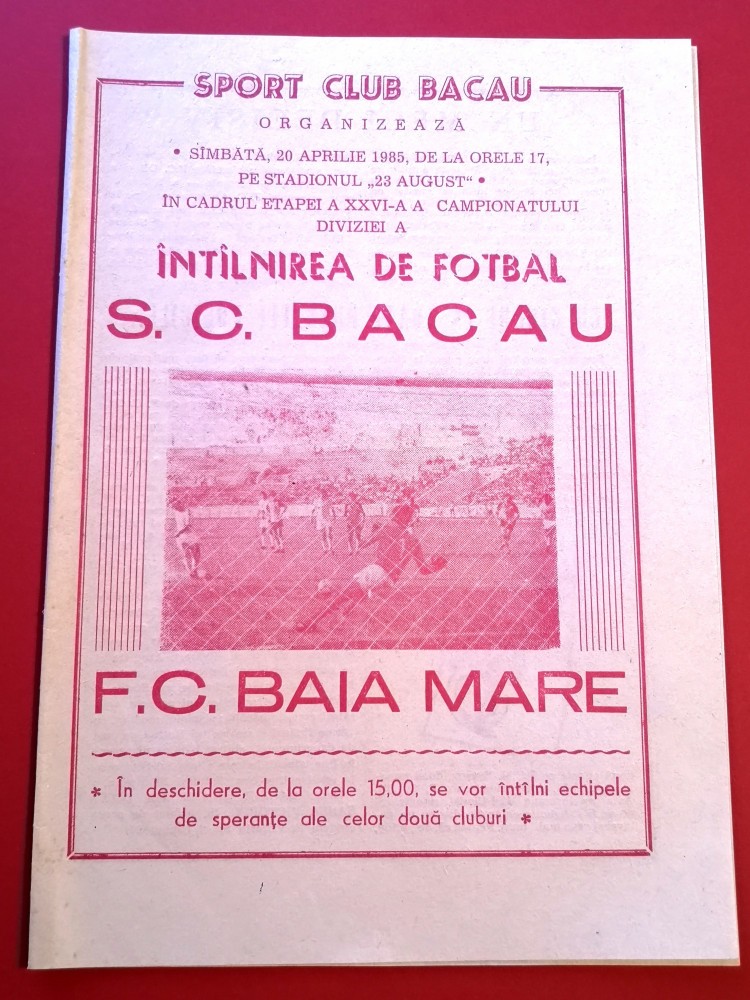 SPORT CLUB BACAU
ORGANIZEAZĂ
• SÎMBĂTĂ, 20 APRILIE 1985, DE LA ORELE 17,
PE STADIONUL „23 AUGUST“ •
ÎN CADRUL ETAPEI A XXVI-A A CAMPIONATULUI
DIVIZIEI A
ÎNTÎLNIREA DE FOTBAL
S. C. BACAU
F.C. BAIA MARE
* În deschidere, de la orele 15,00, se vor întîlni echipele
de speranțe ale celor două cluburi *